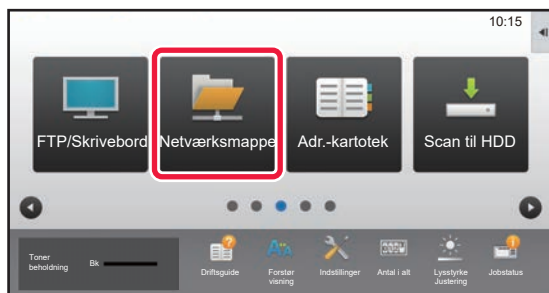 10:15
FTP/Skrivebord
Netværksmappe
Adr.-kartotek
Scan til HDD
Toner
beholdning
Bk
Driftsguide
Forstør
visning
Indstillinger
Antal i alt
Lysstyrke
Justering
Jobstatus